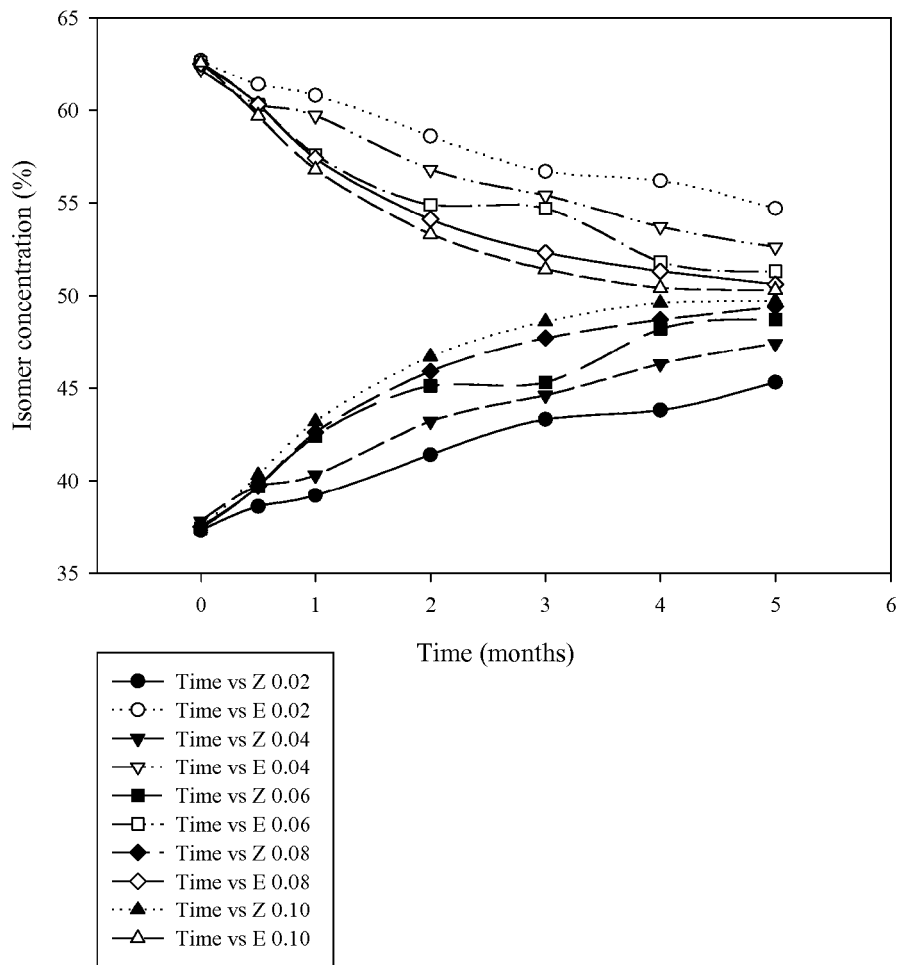 65
60
55
50
45
40
35
Isomer concentration (%)
0 1 2 3 4 5 6
Time (months)
Time vs Z 0.02
Time vs E 0.02
Time vs Z 0.04
Time vs E 0.04
Time vs Z 0.06
Time vs E 0.06
Time vs Z 0.08
Time vs E 0.08
Time vs Z 0.10
Time vs E 0.10